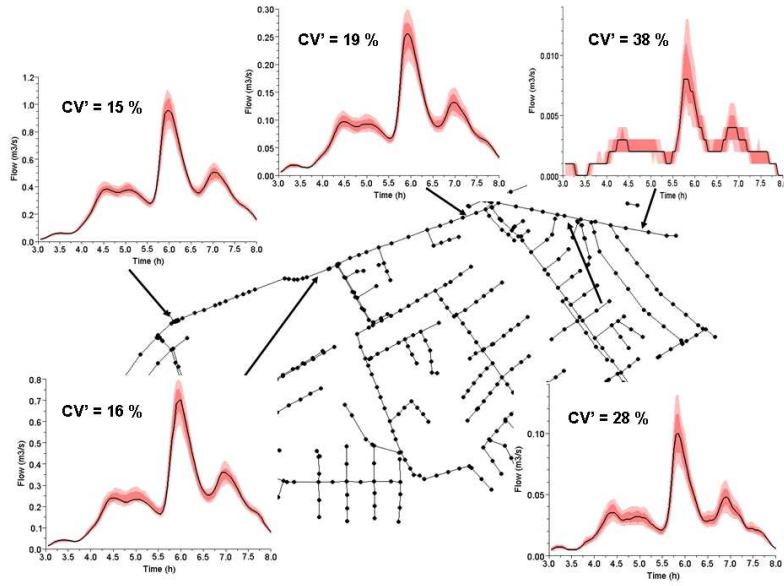 CV' = 15 %
Flow (m3/s)
1.2
1.0
0.8
0.6
0.4
0.2
0.0
3.0 3.5 4.0 4.5 5.0 5.5 6.0 6.5 7.0 7.5 8.0
Time (h)
CV' = 19 %
Flow (m3/s)
0.30
0.25
0.20
0.15
0.10
0.05
0.00
3.0 3.5 4.0 4.5 5.0 5.5 6.0 6.5 7.0 7.5 8.0
Time (h)
CV' = 38 %
Flow (m3/s)
0.010
0.005
0.000
3.0 3.5 4.0 4.5 5.0 5.5 6.0 6.5 7.0 7.5 8.0
Time (h)
CV' = 16 %
Flow (m3/s)
0.8
0.7
0.6
0.5
0.4
0.3
0.2
0.1
0.0
3.0 3.5 4.0 4.5 5.0 5.5 6.0 6.5 7.0 7.5 8.0
Time (h)
CV' = 28 %
Flow (m3/s)
0.10
0.05
0.00
3.0 3.5 4.0 4.5 5.0 5.5 6.0 6.5 7.0 7.5 8.0
Time (h)